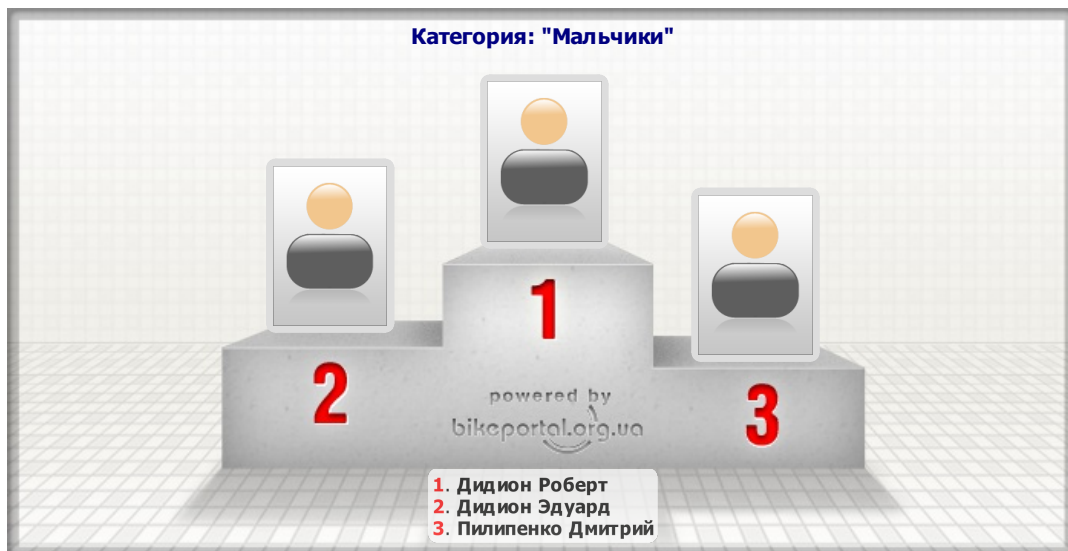 Категория: "Мальчики"
1
2
3
powered by
bikeportal.org.ua
1. Дидион Роберт
2. Дидион Эдуард
3. Пилипенко Дмитрий